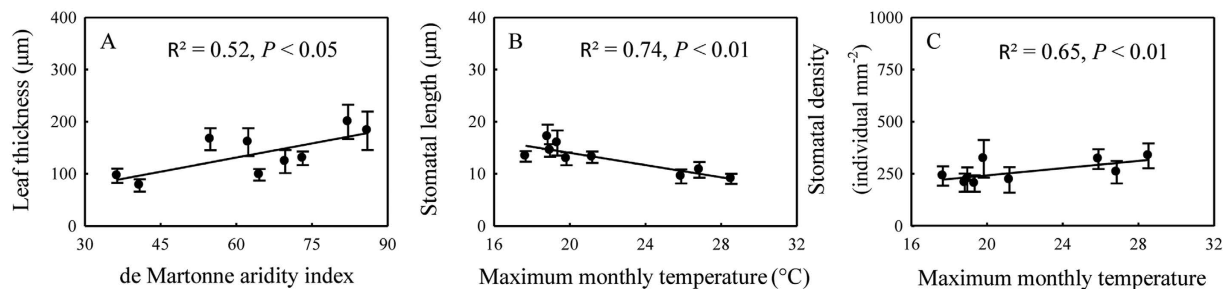 Leaf thickness (μm)
400
300
200
100
0
A
R² = 0.52, P < 0.05
30 45 60 75 90
de Martonne aridity index
Stomatal length (μm)
40
30
20
10
0
B
R² = 0.74, P < 0.01
16 20 24 28 32
Maximum monthly temperature (°C)
Stomatal density
(individual mm⁻²)
1000
750
500
250
0
C
R² = 0.65, P < 0.01
16 20 24 28 32
Maximum monthly temperature